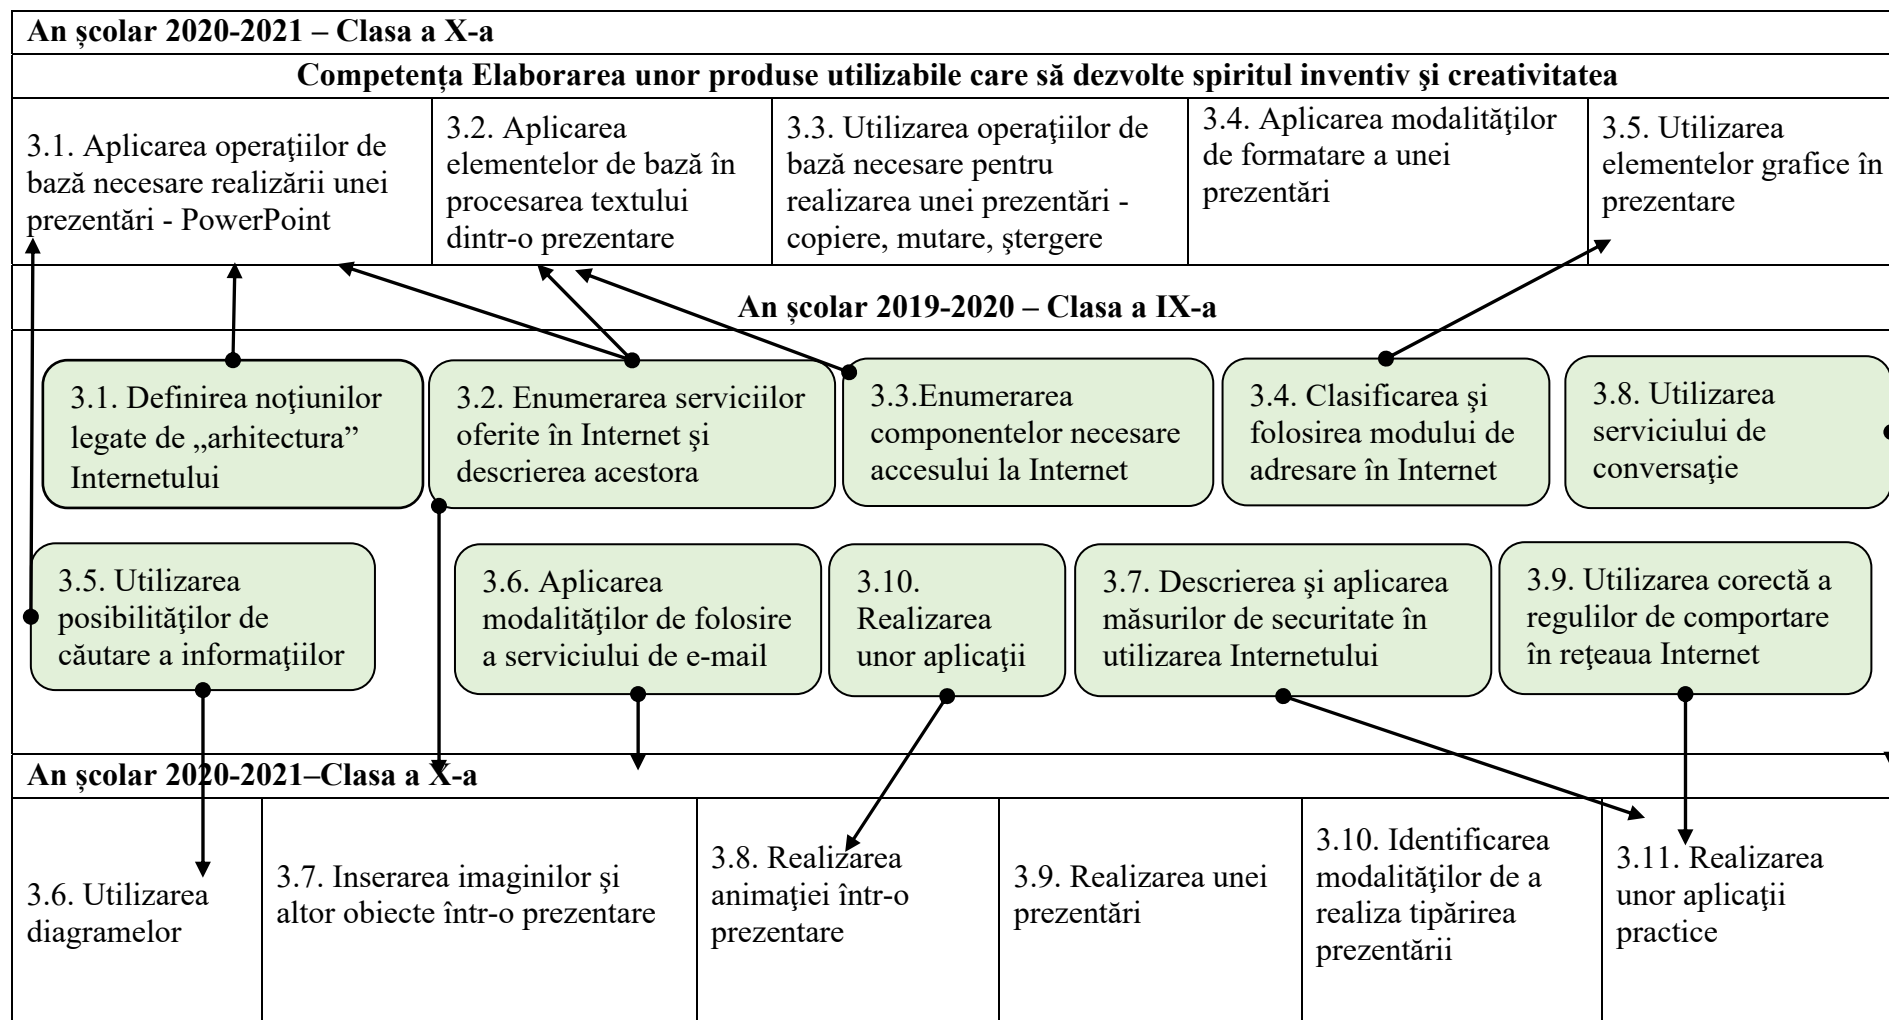 An școlar 2020-2021 – Clasa a X-a
Competența Elaborarea unor produse utilizabile care să dezvolte spiritul inventiv şi creativitatea
3.1. Aplicarea operaţiilor de
bază necesare realizării unei
prezentări - PowerPoint
3.2. Aplicarea
elementelor de bază în
procesarea textului
dintr-o prezentare
3.3. Utilizarea operaţiilor de
bază necesare pentru
realizarea unei prezentări -
copiere, mutare, ştergere
3.4. Aplicarea modalităţilor
de formatare a unei
prezentări
3.5. Utilizarea
elementelor grafice în
prezentare
An școlar 2019-2020 – Clasa a IX-a
3.1. Definirea noţiunilor
legate de „arhitectura”
Internetului
3.2. Enumerarea serviciilor
oferite în Internet şi
descrierea acestora
3.3.Enumerarea
componentelor necesare
accesului la Internet
3.4. Clasificarea şi
folosirea modului de
adresare în Internet
3.8. Utilizarea
serviciului de
conversaţie
3.5. Utilizarea
posibilităţilor de
căutare a informaţiilor
3.6. Aplicarea
modalităţilor de folosire
a serviciului de e-mail
3.10.
Realizarea
unor aplicaţii
3.7. Descrierea şi aplicarea
măsurilor de securitate în
utilizarea Internetului
3.9. Utilizarea corectă a
regulilor de comportare
în reţeaua Internet
An școlar 2020-2021–Clasa a X-a
3.6. Utilizarea
diagramelor
3.7. Inserarea imaginilor şi
altor obiecte într-o prezentare
3.8. Realizarea
animaţiei într-o
prezentare
3.9. Realizarea unei
prezentări
3.10. Identificarea
modalităţilor de a
realiza tipărirea
prezentării
3.11. Realizarea
unor aplicaţii
practice